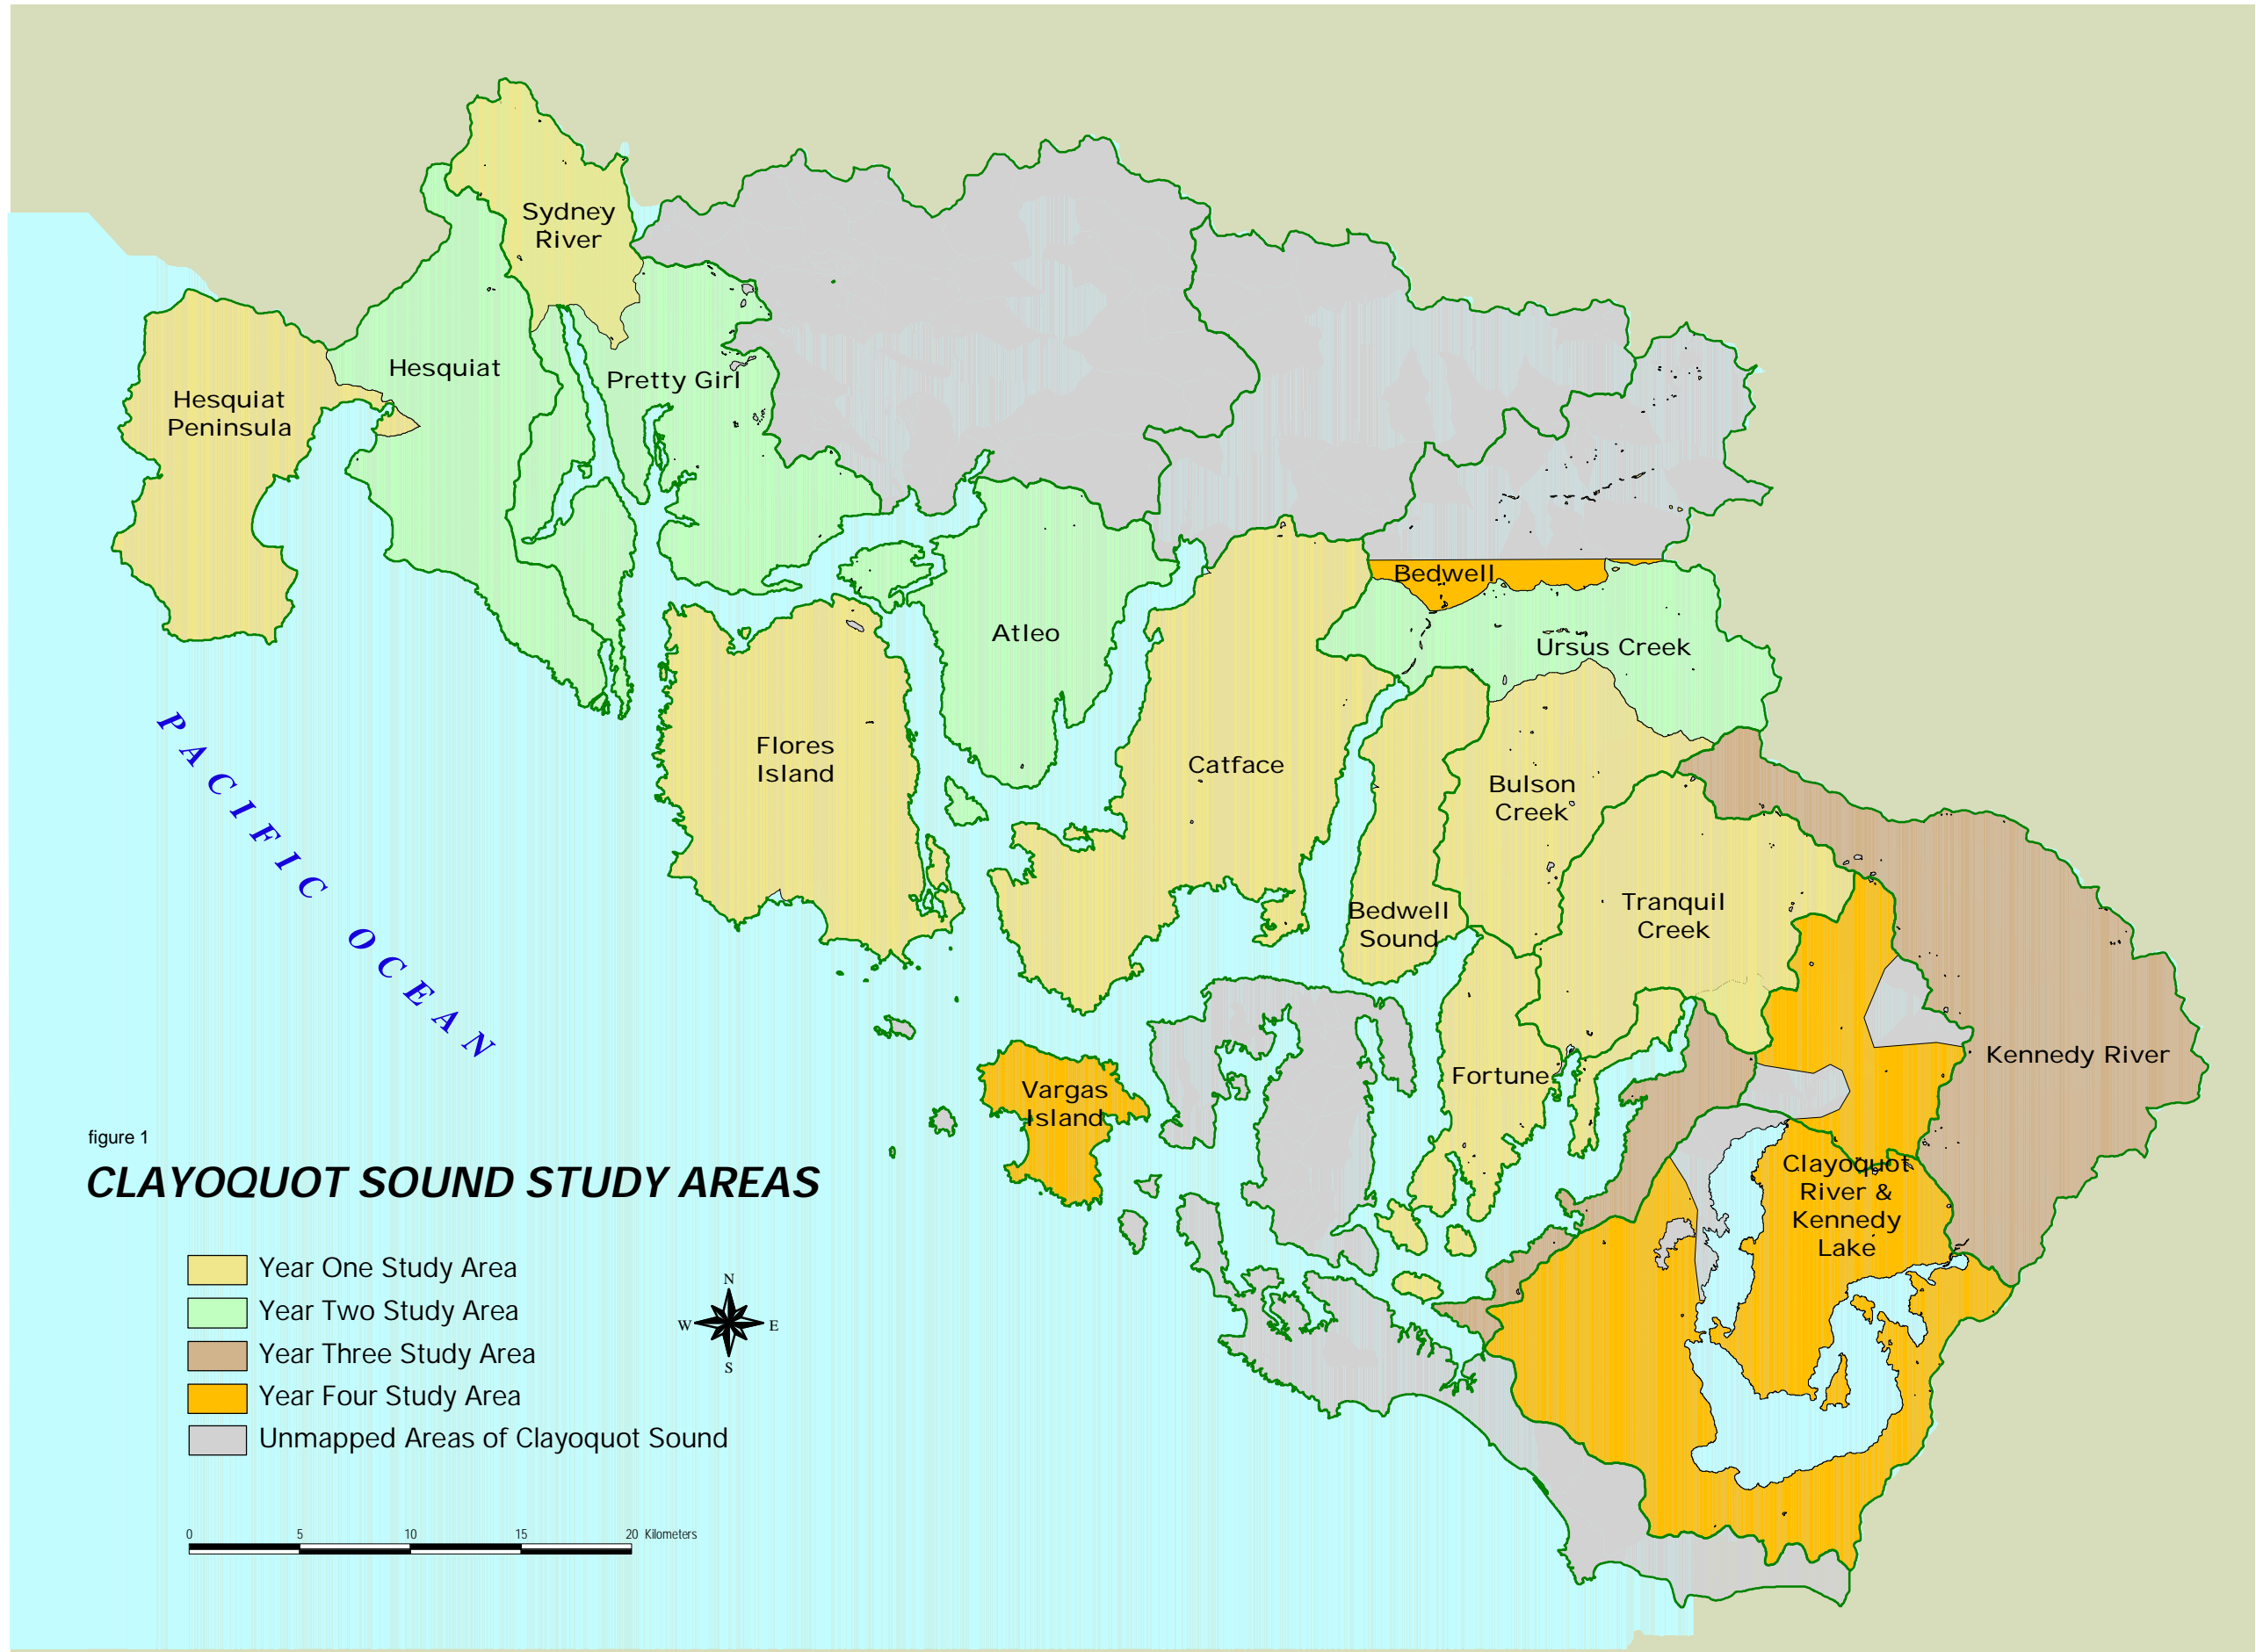 Sydney
River
Hesquiat
Pretty Girl
Hesquiat
Peninsula
Bedwell
Atleo
Ursus Creek
Flores
Island
Catface
Bulson
Creek
Tranquil
Creek
Bedwell
Sound
PACIFIC OCEAN
Kennedy River
Fortune
Vargas
Island
Clayoquot
River &
Kennedy
Lake
figure 1
CLAYOQUOT SOUND STUDY AREAS
Year One Study Area
Year Two Study Area
Year Three Study Area
Year Four Study Area
Unmapped Areas of Clayoquot Sound
N
W E
S
0 5 10 15 20 Kilometers